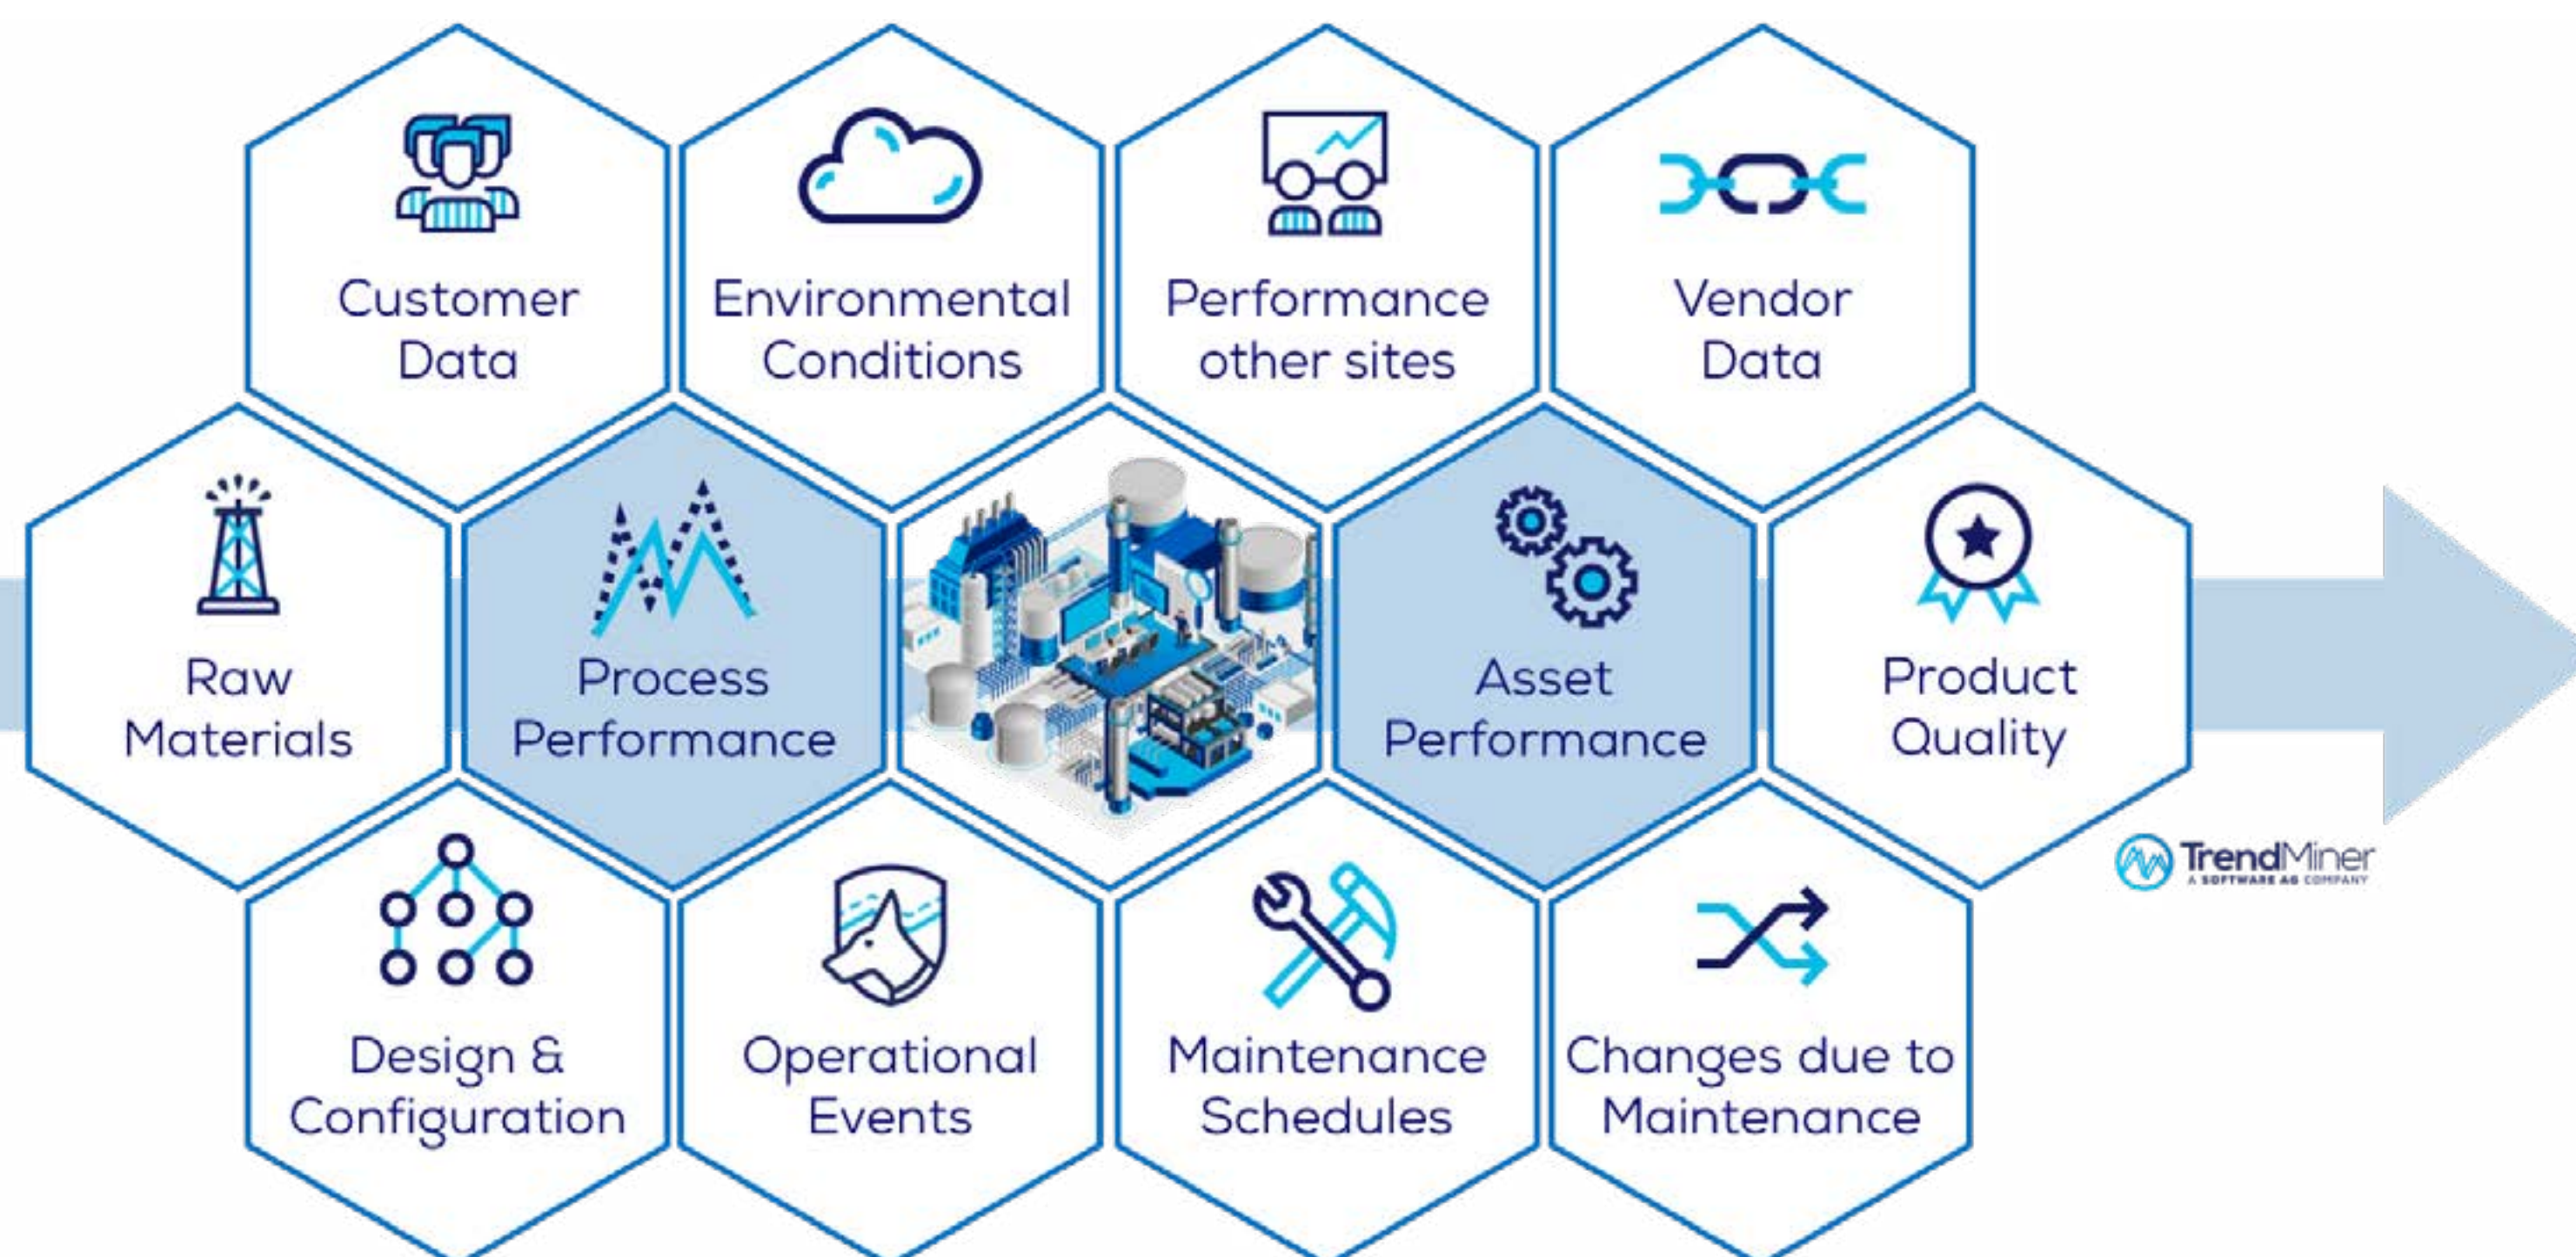 Customer
Data
Environmental
Conditions
Performance
other sites
Vendor
Data
Raw
Materials
Process
Performance
Asset
Performance
Product
Quality
TrendMiner
A SOFTWARE AG COMPANY
Design &
Configuration
Operational
Events
Maintenance
Schedules
Changes due to
Maintenance